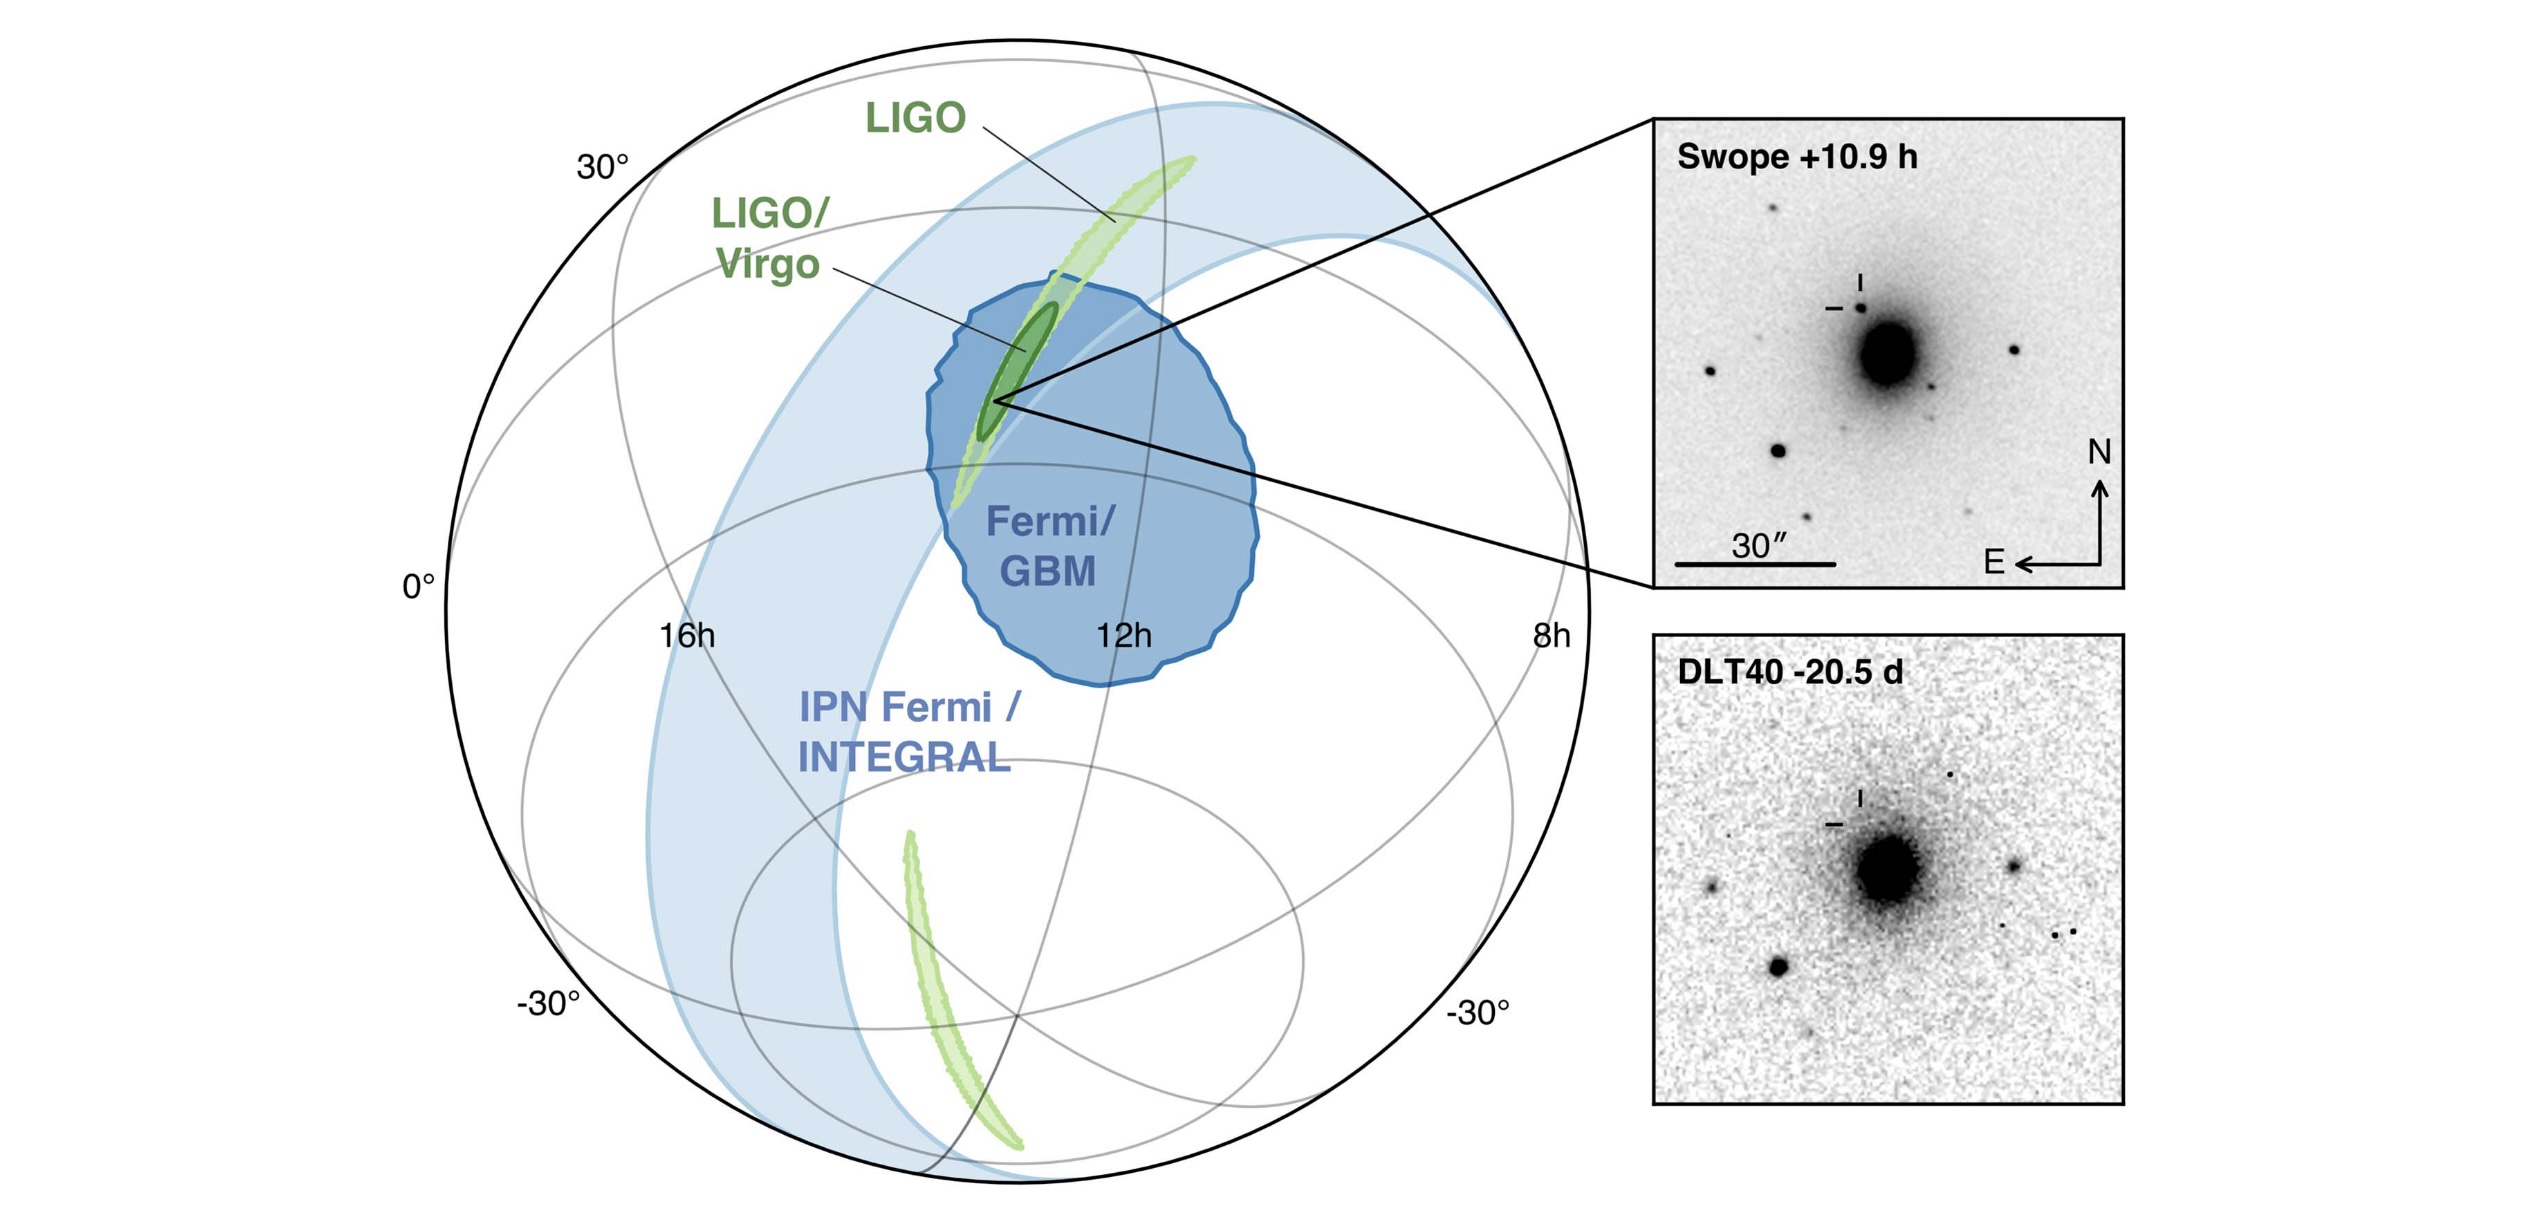 LIGO
30°
LIGO/
Virgo
0°
16h
12h
8h
Fermi/
GBM
IPN Fermi /
INTEGRAL
-30°
-30°
Swope +10.9 h
30″
N
E
DLT40 -20.5 d